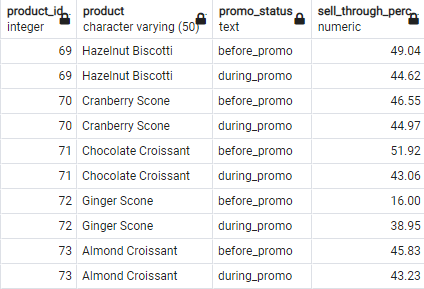 product_id product promo_status sell_through_perc
integer character varying (50) text numeric
69 Hazelnut Biscotti before_promo 49.04
69 Hazelnut Biscotti during_promo 44.62
70 Cranberry Scone before_promo 46.55
70 Cranberry Scone during_promo 44.97
71 Chocolate Croissant before_promo 51.92
71 Chocolate Croissant during_promo 43.06
72 Ginger Scone before_promo 16.00
72 Ginger Scone during_promo 38.95
73 Almond Croissant before_promo 45.83
73 Almond Croissant during_promo 43.23